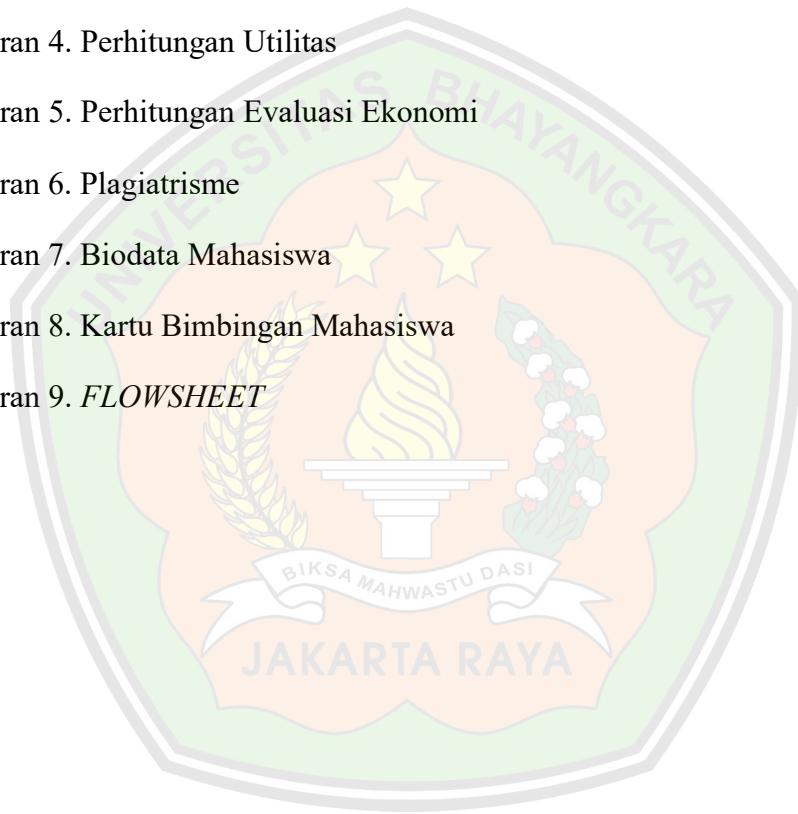 ran 4. Perhitungan Utilitas
ran 5. Perhitungan Evaluasi Ekonomi
ran 6. Plagiatrisme
ran 7. Biodata Mahasiswa
ran 8. Kartu Bimbingan Mahasiswa
ran 9. FLOWSHEET
UNIVERSITAS BHAYANGKARA
BIKSA MAHWASTU DASI
JAKARTA RAYA